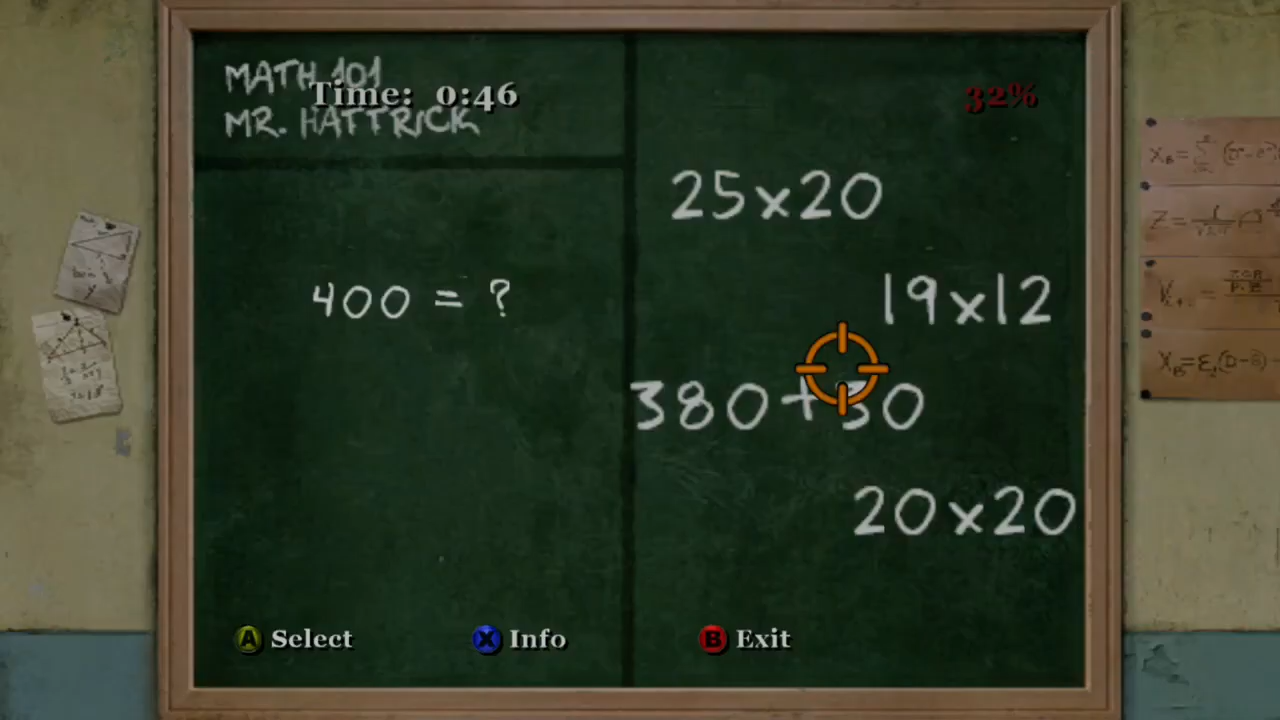 MATH 101
Time: 0:46
32%
MR. HATTRICK
25x20
400 = ?
19x12
380+30
20x20
A Select
X Info
B Exit